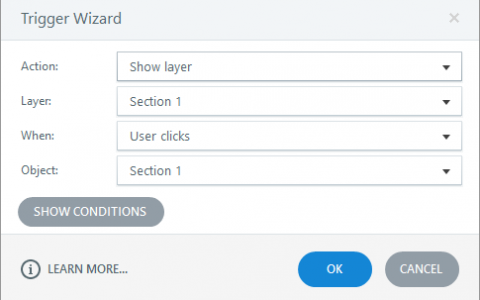 Trigger Wizard
Action: Show layer
Layer: Section 1
When: User clicks
Object: Section 1
SHOW CONDITIONS
LEARN MORE... OK CANCEL